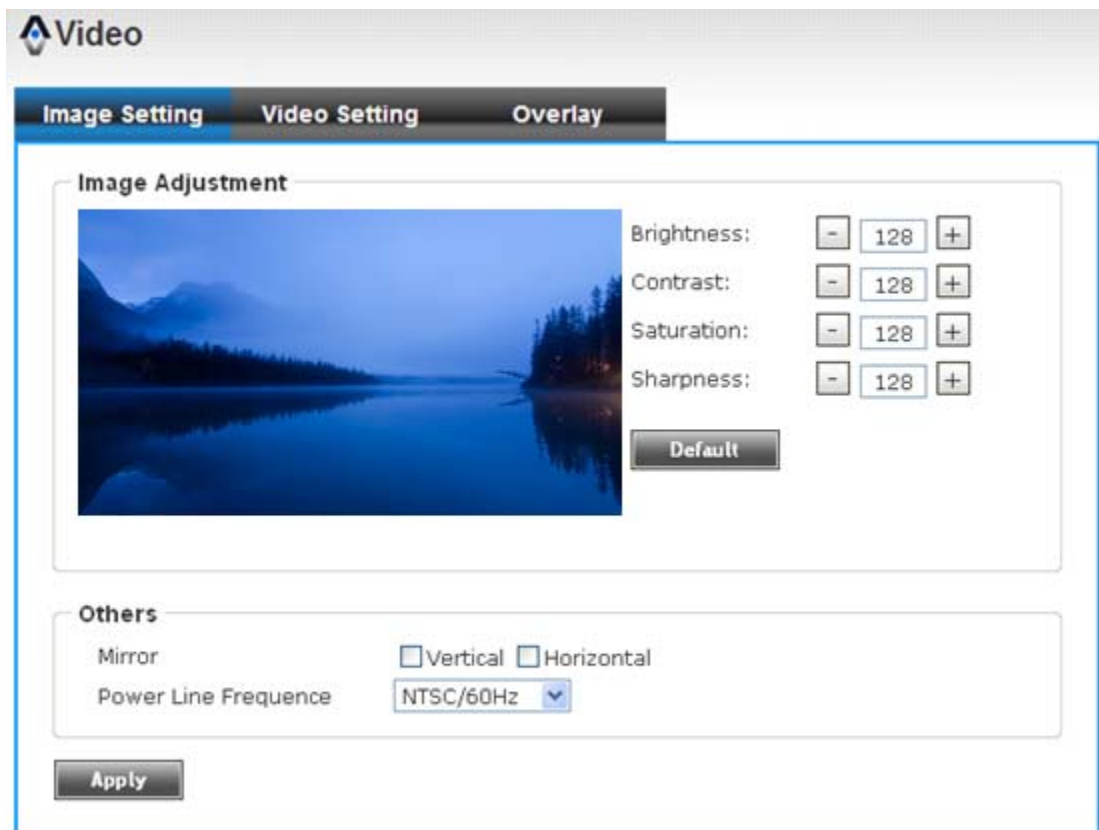 Video
Image Setting Video Setting Overlay
Image Adjustment
Brightness: - 128 +
Contrast: - 128 +
Saturation: - 128 +
Sharpness: - 128 +
Default
Others
Mirror Vertical Horizontal
Power Line Frequence NTSC/60Hz
Apply